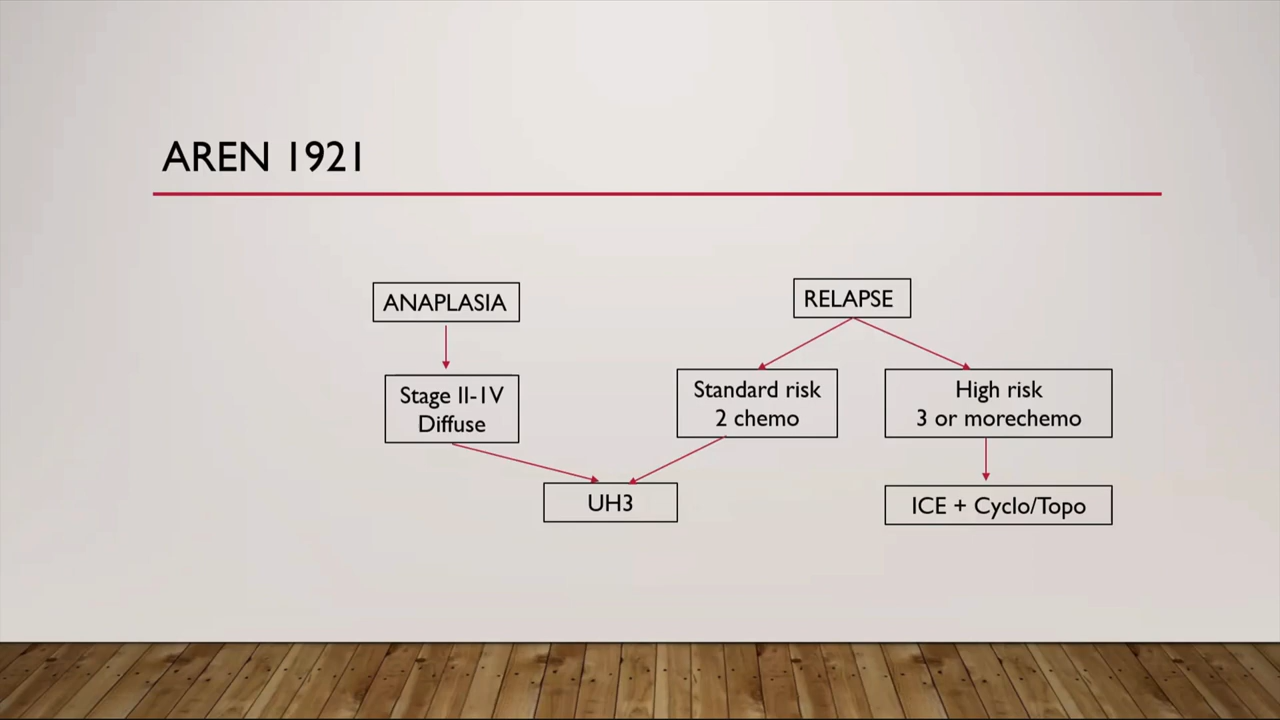 AREN 1921
ANAPLASIA
RELAPSE
Stage II-1V
Diffuse
Standard risk
2 chemo
High risk
3 or morechemo
UH3
ICE + Cyclo/Topo